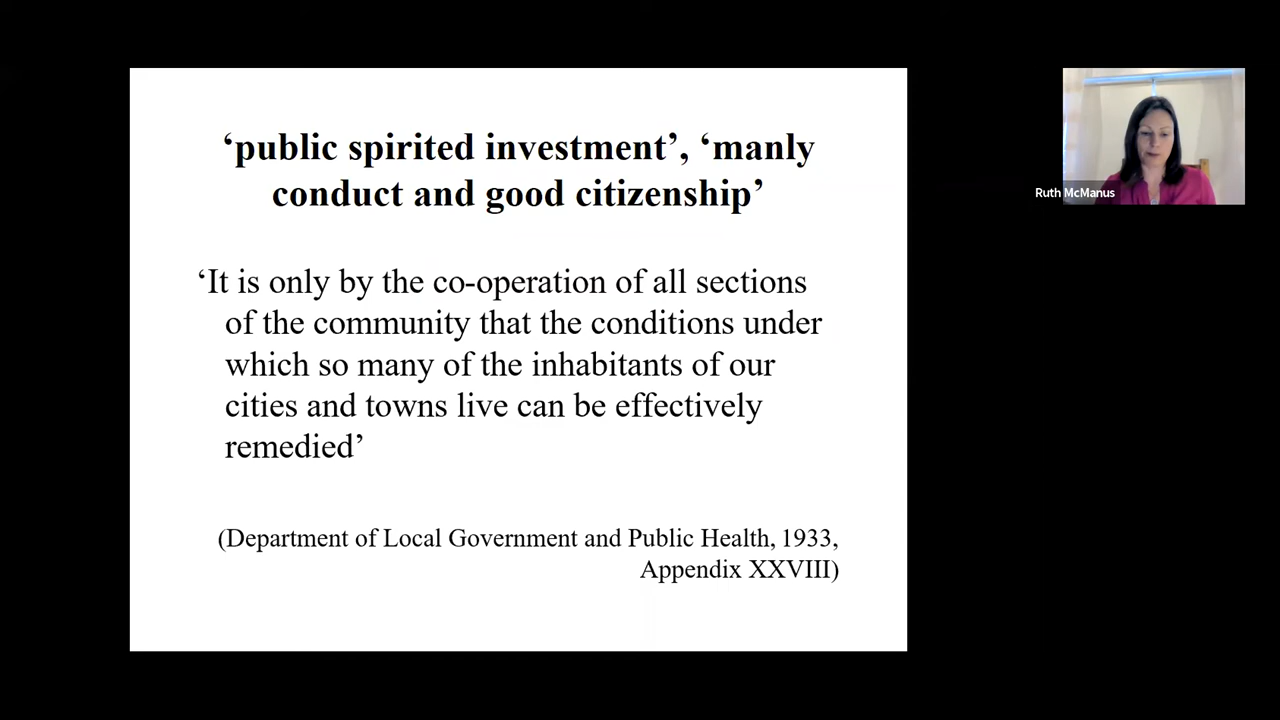 ‘public spirited investment’, ‘manly
conduct and good citizenship’
‘It is only by the co-operation of all sections
of the community that the conditions under
which so many of the inhabitants of our
cities and towns live can be effectively
remedied’
(Department of Local Government and Public Health, 1933,
Appendix XXVIII)
Ruth McManus